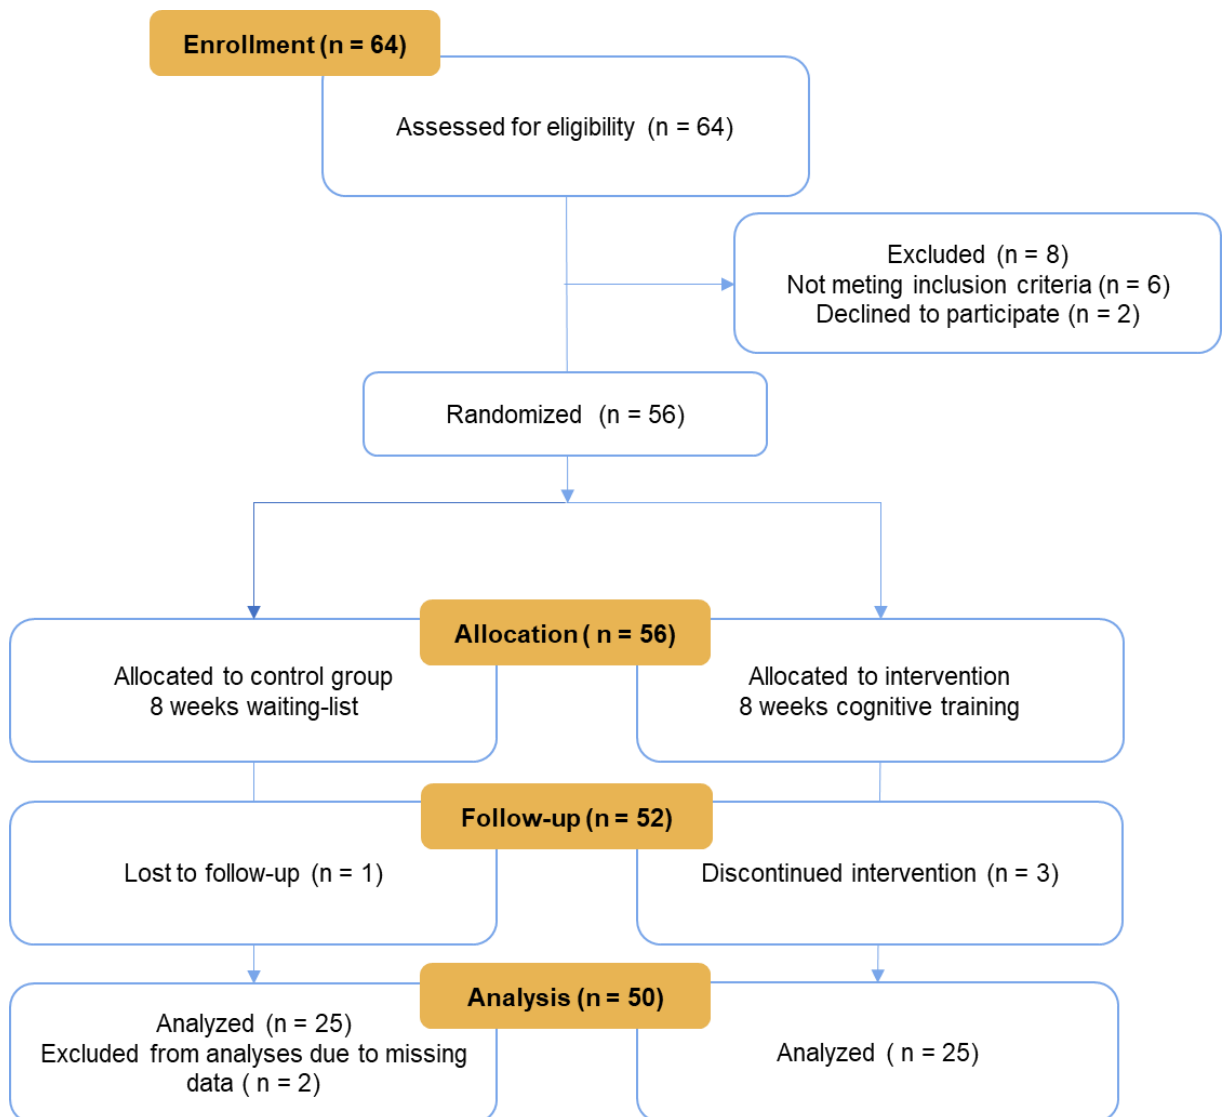 Enrollment (n = 64)
Assessed for eligibility (n = 64)
Excluded (n = 8)
Not meting inclusion criteria (n = 6)
Declined to participate (n = 2)
Randomized (n = 56)
Allocation ( n = 56)
Allocated to control group
8 weeks waiting-list
Allocated to intervention
8 weeks cognitive training
Follow-up (n = 52)
Lost to follow-up (n = 1)
Discontinued intervention (n = 3)
Analysis (n = 50)
Analyzed (n = 25)
Excluded from analyses due to missing
data ( n = 2)
Analyzed ( n = 25)